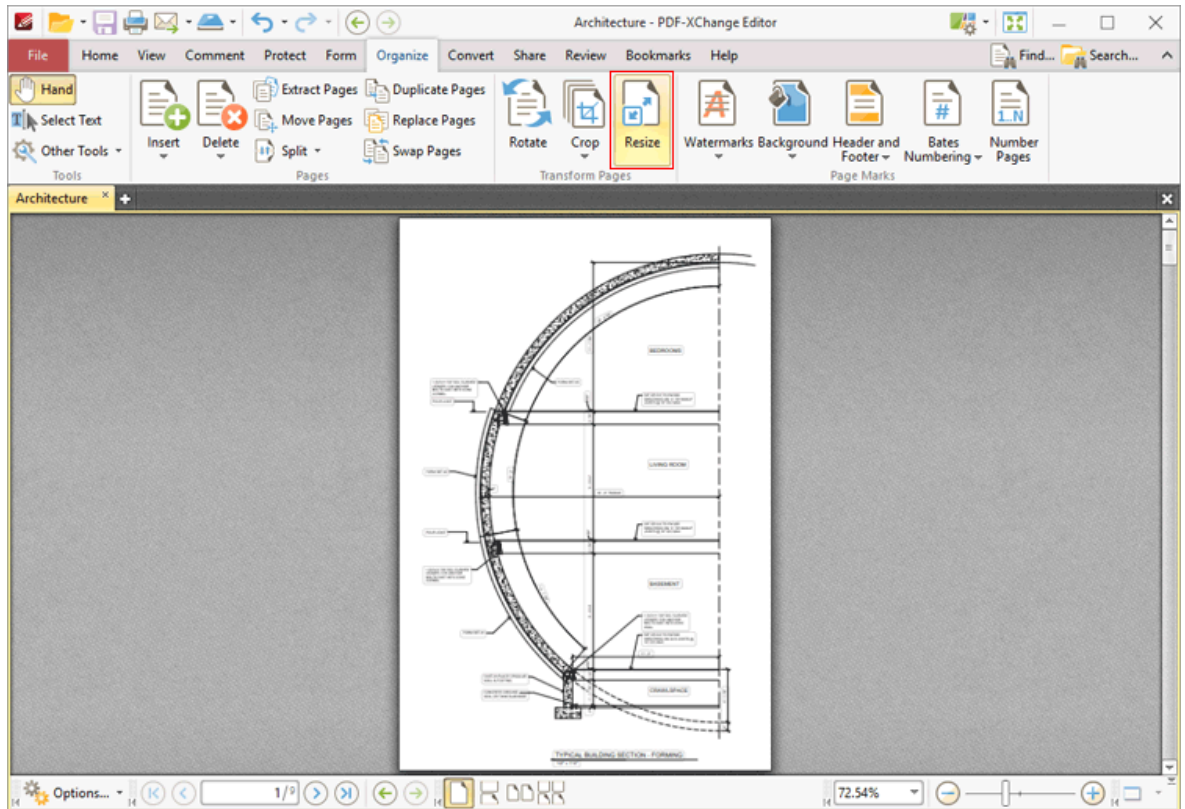 Architecture - PDF-XChange Editor
File Home View Comment Protect Form Organize Convert Share Review Bookmarks Help Find... Search...
Hand
Select Text
Other Tools
Tools
Insert
Delete
Extract Pages
Move Pages
Split
Duplicate Pages
Replace Pages
Swap Pages
Pages
Rotate
Crop
Resize
Transform Pages
Watermarks
Background
Header and
Footer
#
Bates
Numbering
1..N
Number
Pages
Page Marks
Architecture
BEDROOMS
LIVING ROOM
BASEMENT
CRAWLSPACE
TYPICAL BUILDING SECTION - FORMING
Options... 1/9 72.54%